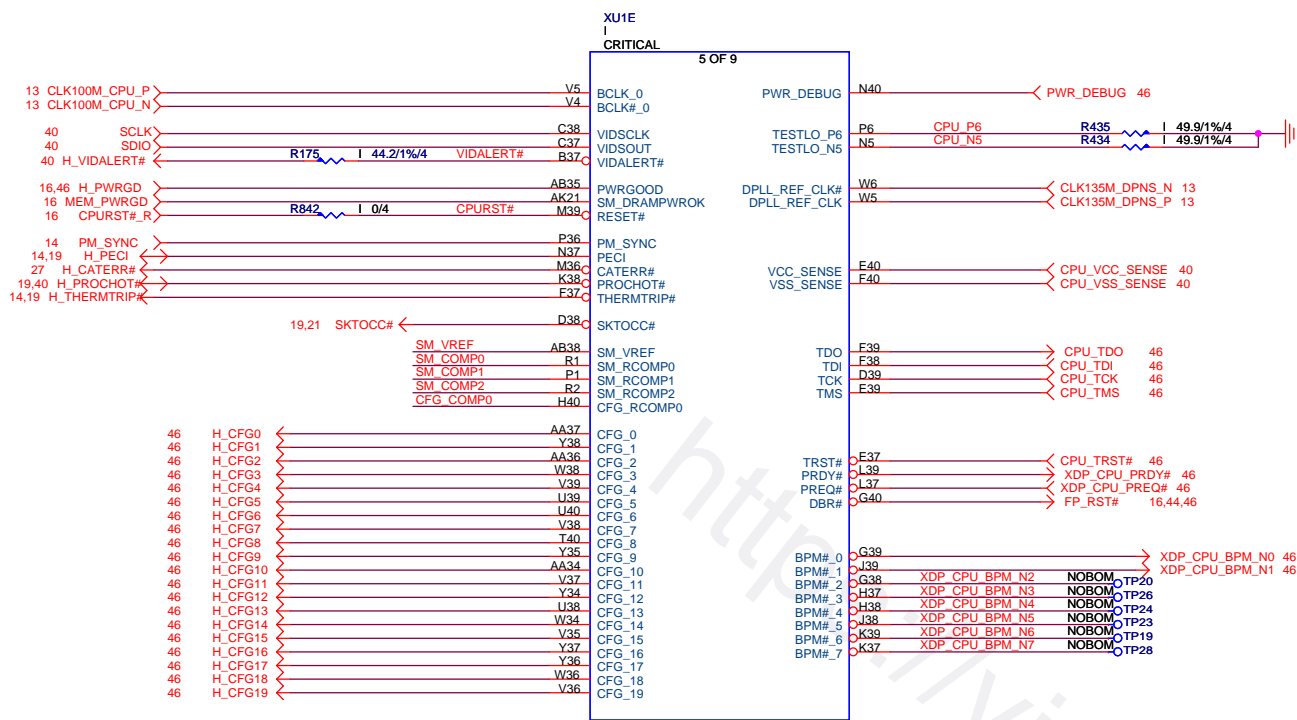 XU1E
I
CRITICAL
5 OF 9
13 CLK100M_CPU_P V5 BCLK_0 PWR_DEBUG N40 PWR_DEBUG 46
13 CLK100M_CPU_N V4 BCLK#_0
40 SCLK C38 VIDSCLK TESTLO_P6 P6 CPU_P6 R435 I 49.9/1%/4
40 SDIO C37 VIDSOUT TESTLO_N5 N5 CPU_N5 R434 I 49.9/1%/4
40 H_VIDALERT# R175 I 44.2/1%/4 VIDALERT# B37 VIDALERT#
16,46 H_PWRGD AB35 PWRGOOD DPLL_REF_CLK# W6 CLK135M_DPNS_N 13
16 MEM_PWRGD AK21 SM_DRAMPWROK DPLL_REF_CLK W5 CLK135M_DPNS_P 13
16 CPURST#_R R842 I 0/4 CPURST# M39 RESET#
14 PM_SYNC P36 PM_SYNC
14,19 H_PECI N37 PECI
27 H_CATERR# M36 CATERR# VCC_SENSE E40 CPU_VCC_SENSE 40
19,40 H_PROCHOT# K38 PROCHOT# VSS_SENSE F40 CPU_VSS_SENSE 40
14,19 H_THERMTRIP# F37 THERMTRIP#
19,21 SKTOCC# D38 SKTOCC#
SM_VREF AB38 SM_VREF TDO F39 CPU_TDO 46
SM_COMP0 R1 SM_RCOMP0 TDI F38 CPU_TDI 46
SM_COMP1 P1 SM_RCOMP1 TCK D39 CPU_TCK 46
SM_COMP2 R2 SM_RCOMP2 TMS E39 CPU_TMS 46
CFG_COMP0 H40 CFG_RCOMP0
46 H_CFG0 AA37 CFG_0
46 H_CFG1 Y38 CFG_1
46 H_CFG2 AA36 CFG_2 TRST# E37 CPU_TRST# 46
46 H_CFG3 W38 CFG_3 PRDY# L39 XDP_CPU_PRDY# 46
46 H_CFG4 V39 CFG_4 PREQ# L37 XDP_CPU_PREQ# 46
46 H_CFG5 U39 CFG_5 DBR# G40 FP_RST# 16,44,46
46 H_CFG6 U40 CFG_6
46 H_CFG7 V38 CFG_7
46 H_CFG8 T40 CFG_8
46 H_CFG9 Y35 CFG_9 BPM#_0 G39 XDP_CPU_BPM_N0 46
46 H_CFG10 AA34 CFG_10 BPM#_1 J39 XDP_CPU_BPM_N1 46
46 H_CFG11 V37 CFG_11 BPM#_2 G38 XDP_CPU_BPM_N2 NOBOM TP20
46 H_CFG12 Y34 CFG_12 BPM#_3 H37 XDP_CPU_BPM_N3 NOBOM TP26
46 H_CFG13 U38 CFG_13 BPM#_4 H38 XDP_CPU_BPM_N4 NOBOM TP24
46 H_CFG14 W34 CFG_14 BPM#_5 J38 XDP_CPU_BPM_N5 NOBOM TP23
46 H_CFG15 V35 CFG_15 BPM#_6 K39 XDP_CPU_BPM_N6 NOBOM TP19
46 H_CFG16 Y37 CFG_16 BPM#_7 K37 XDP_CPU_BPM_N7 NOBOM TP28
46 H_CFG17 Y36 CFG_17
46 H_CFG18 W36 CFG_18
46 H_CFG19 V36 CFG_19